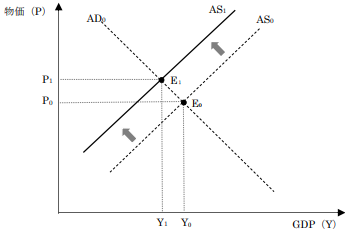 物価（P）
AD₀
AS₁
AS₀
P₁
E₁
P₀
E₀
Y₁
Y₀
GDP（Y）